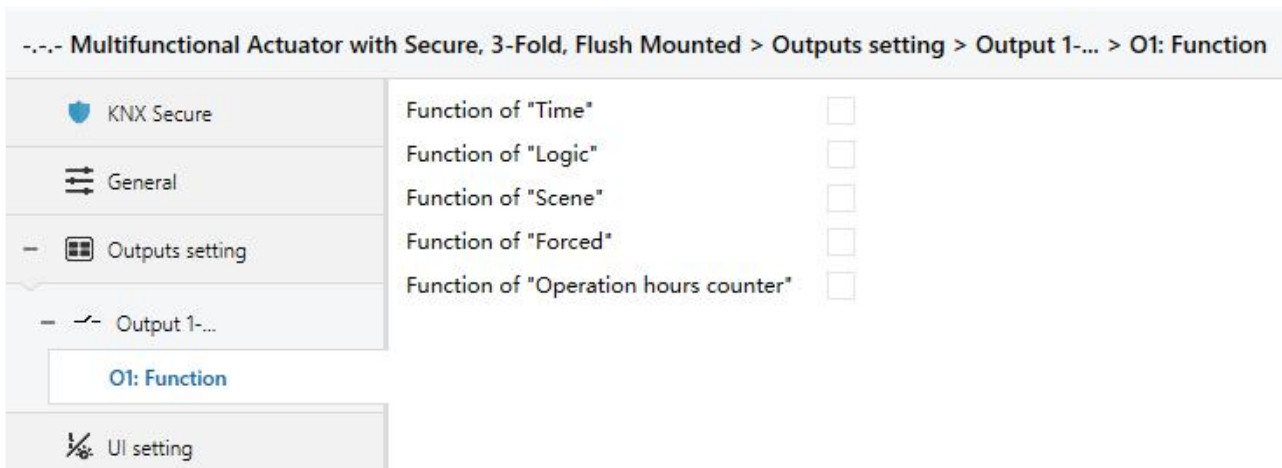 -.-.- Multifunctional Actuator with Secure, 3-Fold, Flush Mounted > Outputs setting > Output 1-... > O1: Function
KNX Secure
General
Outputs setting
Output 1-...
O1: Function
UI setting
Function of "Time"
Function of "Logic"
Function of "Scene"
Function of "Forced"
Function of "Operation hours counter"